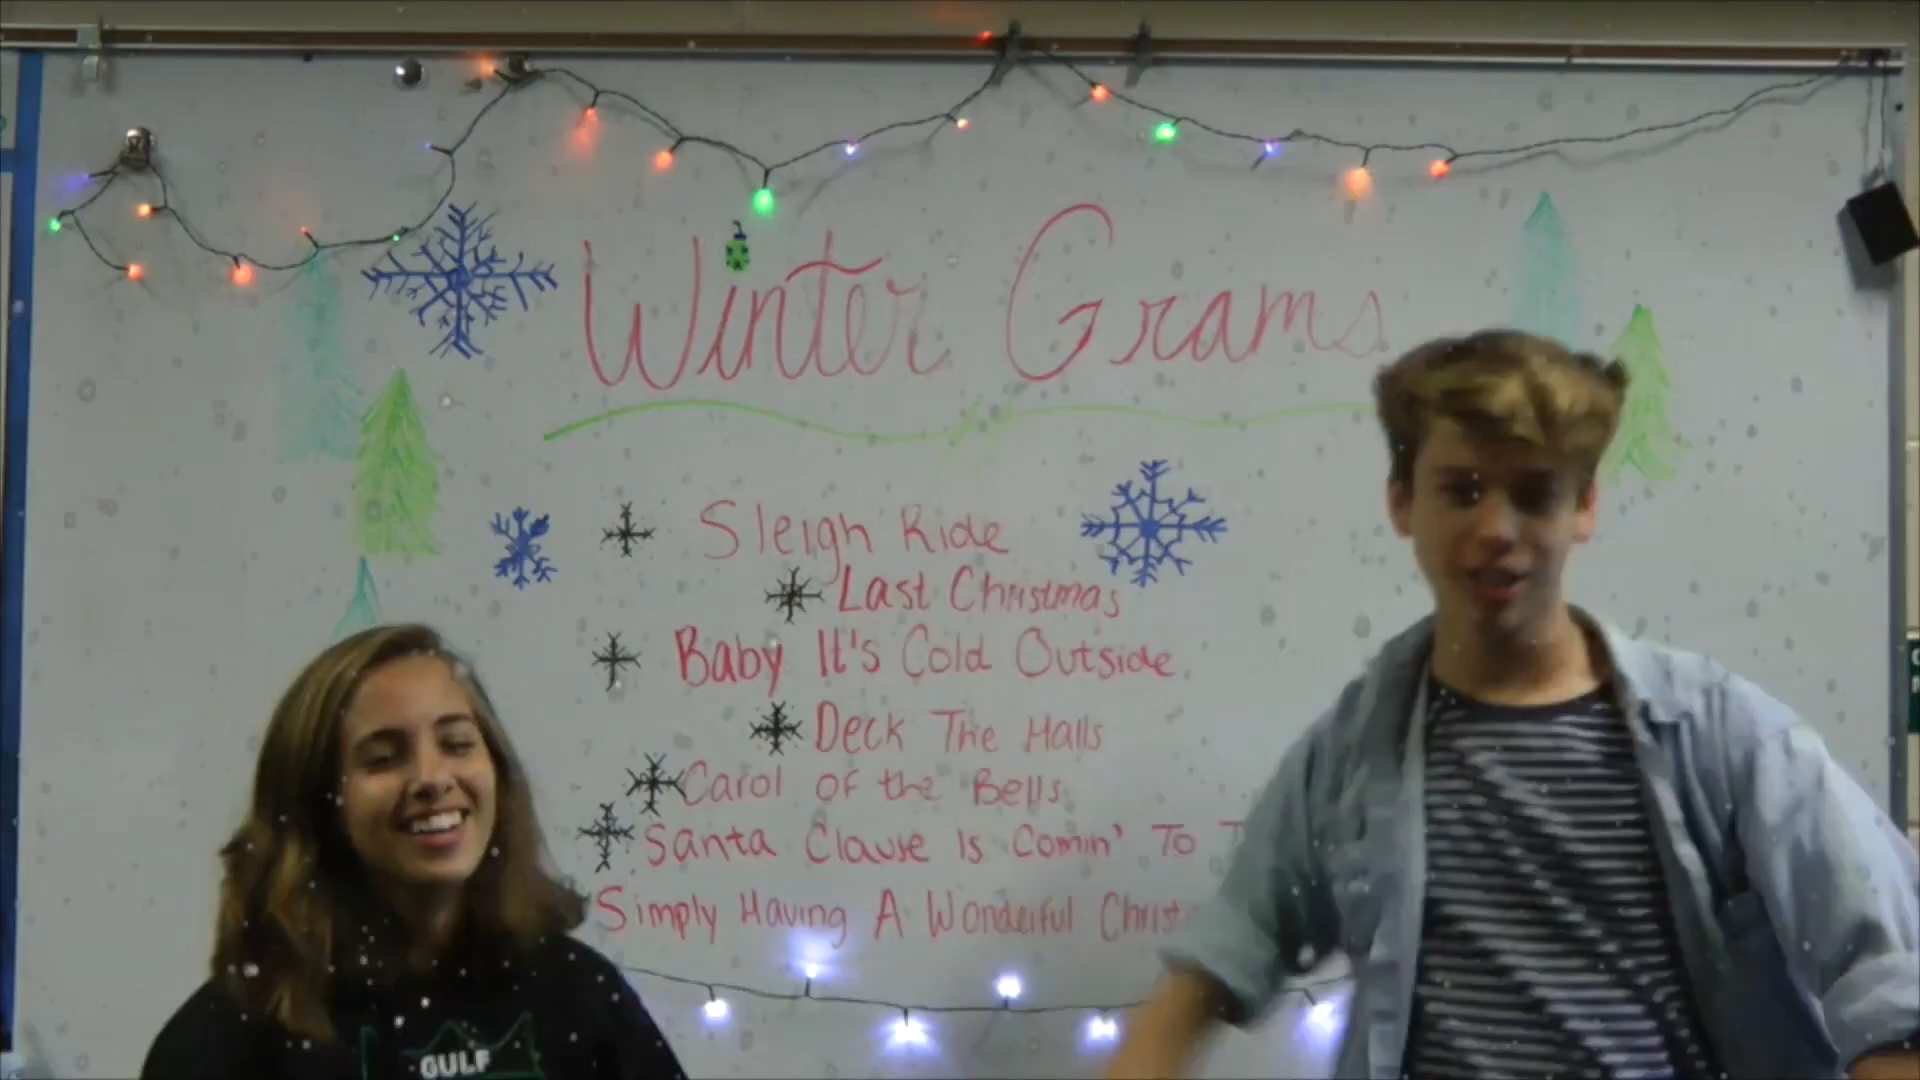 Winter Grams
Sleigh Ride
Last Christmas
Baby It's Cold Outside
Deck The Halls
Carol of the Bells
Santa Clause Is Comin' To T
Simply Having A Wonderful Christ
GULF